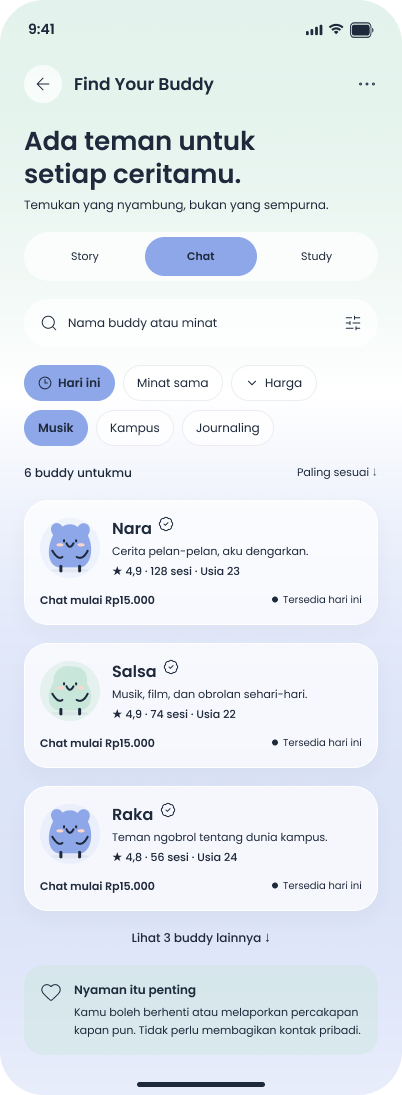 9:41
Find Your Buddy
Ada teman untuk
setiap ceritamu.
Temukan yang nyambung, bukan yang sempurna.
Story Chat Study
Nama buddy atau minat
Hari ini Minat sama Harga
Musik Kampus Journaling
6 buddy untukmu Paling sesuai ↓
Nara
Cerita pelan-pelan, aku dengarkan.
★ 4,9 · 128 sesi · Usia 23
Chat mulai Rp15.000 ● Tersedia hari ini
Salsa
Musik, film, dan obrolan sehari-hari.
★ 4,9 · 74 sesi · Usia 22
Chat mulai Rp15.000 ● Tersedia hari ini
Raka
Teman ngobrol tentang dunia kampus.
★ 4,8 · 56 sesi · Usia 24
Chat mulai Rp15.000 ● Tersedia hari ini
Lihat 3 buddy lainnya ↓
Nyaman itu penting
Kamu boleh berhenti atau melaporkan percakapan
kapan pun. Tidak perlu membagikan kontak pribadi.